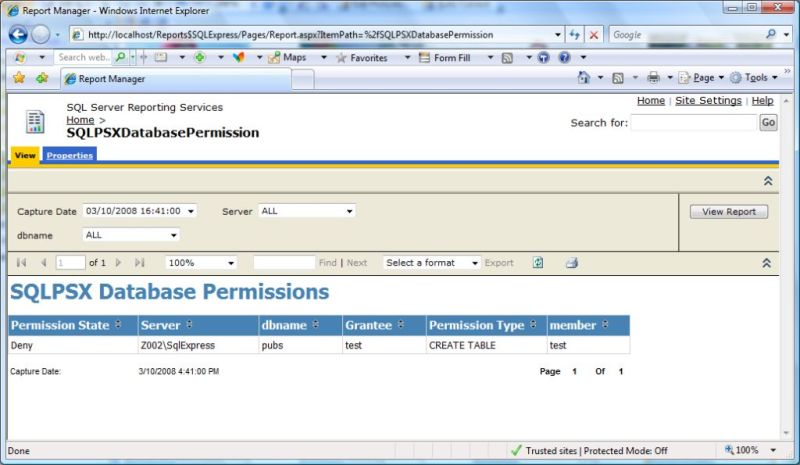 Report Manager - Windows Internet Explorer
http://localhost/Reports$SQLExpress/Pages/Report.aspx?ItemPath=%2fSQLPSXDatabasePermission
Google
Search web..
Maps
Favorites
Form Fill
Report Manager
Page
Tools
Home | Site Settings | Help
SQL Server Reporting Services
Home >
SQLPSXDatabasePermission
Search for:
Go
View
Properties
Capture Date 03/10/2008 16:41:00 Server ALL
View Report
dbname ALL
1 of 1 100% Find | Next Select a format Export
SQLPSX Database Permissions
Permission State Server dbname Grantee Permission Type member
Deny Z002\SqlExpress pubs test CREATE TABLE test
Capture Date: 3/10/2008 4:41:00 PM Page 1 Of 1
Done Trusted sites | Protected Mode: Off 100%